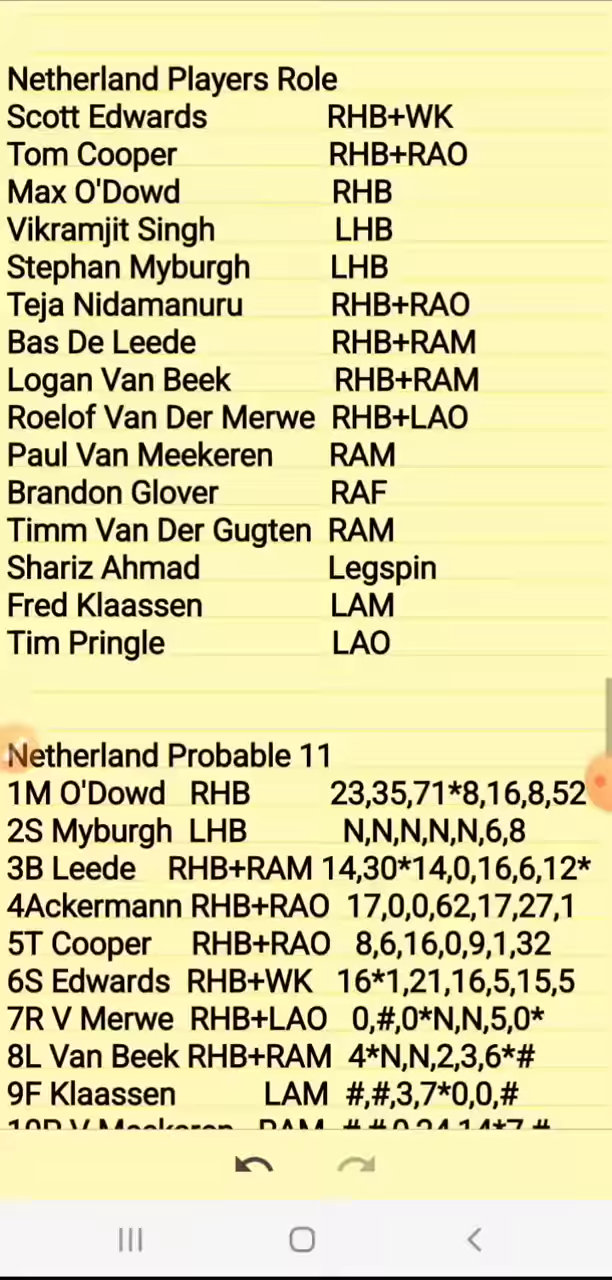 Netherland Players Role
Scott Edwards RHB+WK
Tom Cooper RHB+RAO
Max O'Dowd RHB
Vikramjit Singh LHB
Stephan Myburgh LHB
Teja Nidamanuru RHB+RAO
Bas De Leede RHB+RAM
Logan Van Beek RHB+RAM
Roelof Van Der Merwe RHB+LAO
Paul Van Meekeren RAM
Brandon Glover RAF
Timm Van Der Gugten RAM
Shariz Ahmad Legspin
Fred Klaassen LAM
Tim Pringle LAO
Netherland Probable 11
1M O'Dowd RHB 23,35,71*8,16,8,52
2S Myburgh LHB N,N,N,N,N,6,8
3B Leede RHB+RAM 14,30*14,0,16,6,12*
4Ackermann RHB+RAO 17,0,0,62,17,27,1
5T Cooper RHB+RAO 8,6,16,0,9,1,32
6S Edwards RHB+WK 16*1,21,16,5,15,5
7R V Merwe RHB+LAO 0,#,0*N,N,5,0*
8L Van Beek RHB+RAM 4*N,N,2,3,6*#
9F Klaassen LAM #,#,3,7*0,0,#